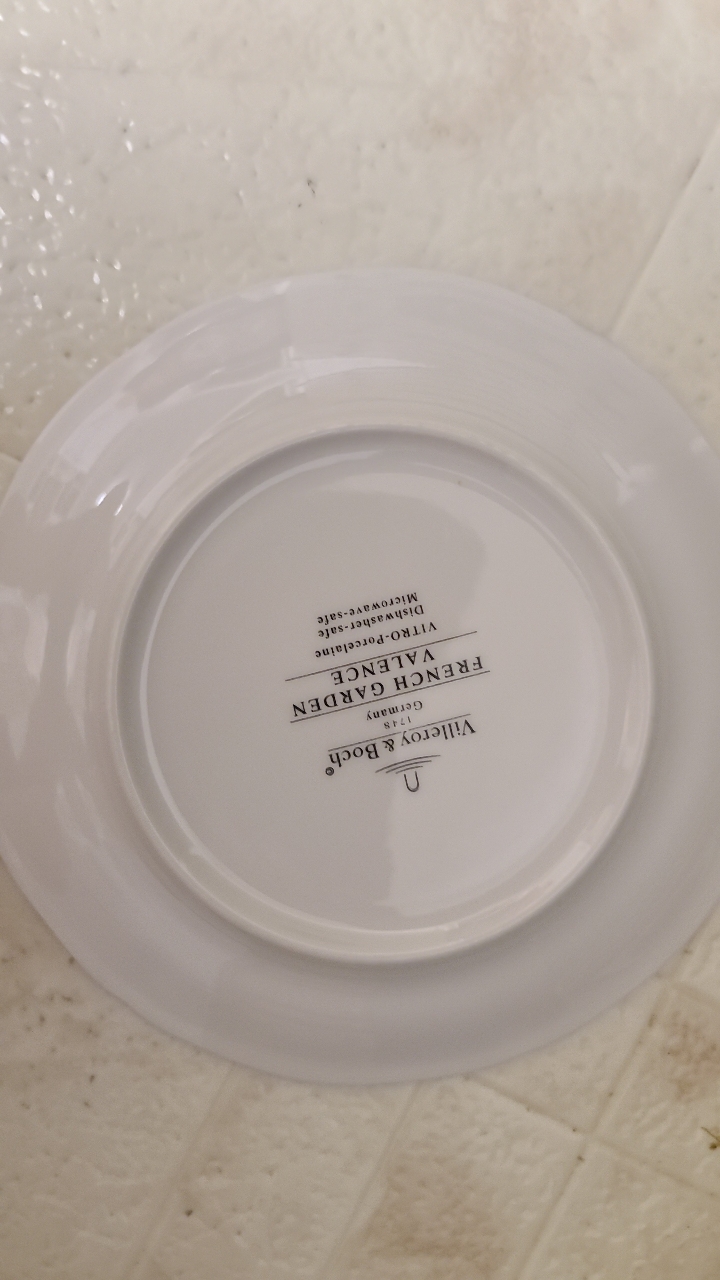 Villeroy & Boch©
1748
Germany
FRENCH GARDEN
VALENCE
VITRO-Porcelaine
Dishwasher-safe
Microwave-safe